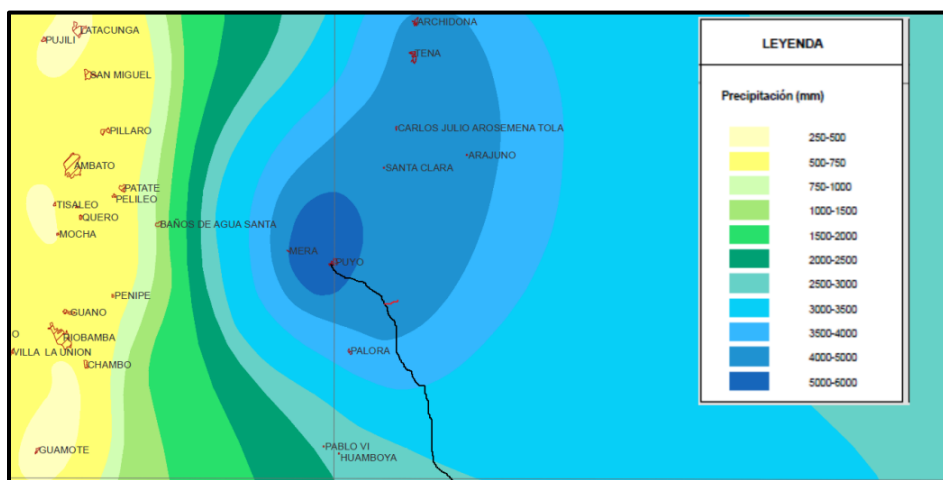 LATACUNGA
PUJILI
SAN MIGUEL
PILLARO
AMBATO
PATATE
PELILEO
TISALEO
QUERO
MOCHA
BAÑOS DE AGUA SANTA
PENIPE
GUANO
O
RIOBAMBA
VILLA LA UNION
CHAMBO
GUAMOTE
ARCHIDONA
TENA
CARLOS JULIO AROSEMENA TOLA
ARAJUNO
SANTA CLARA
MERA
PUYO
PALORA
PABLO VI
HUAMBOYA
LEYENDA
Precipitación (mm)
250-500
500-750
750-1000
1000-1500
1500-2000
2000-2500
2500-3000
3000-3500
3500-4000
4000-5000
5000-6000